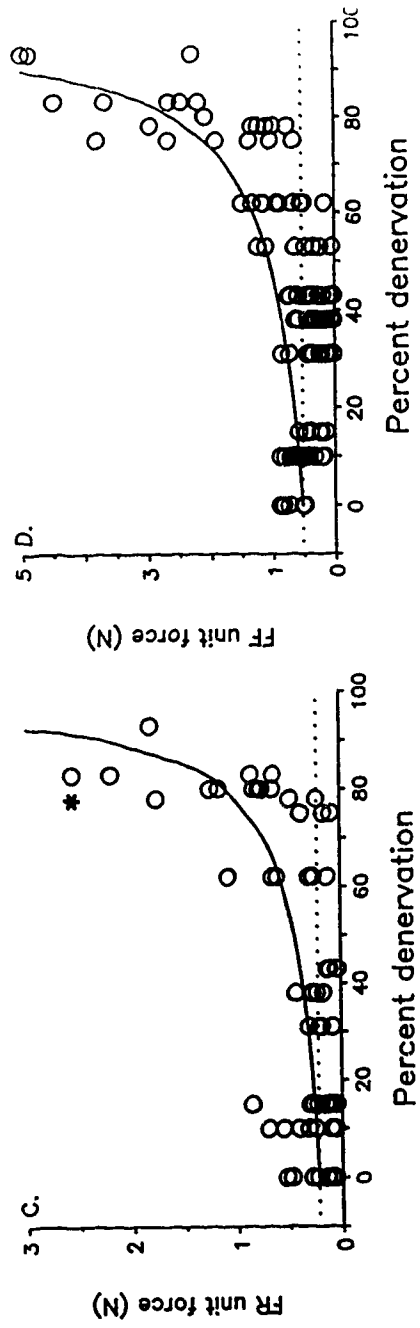 C.
3
2
1
0
FR unit force (N)
0
20
40
60
80
100
Percent denervation
*
D.
5
3
1
0
FF unit force (N)
0
20
40
60
80
10C
Percent denervation